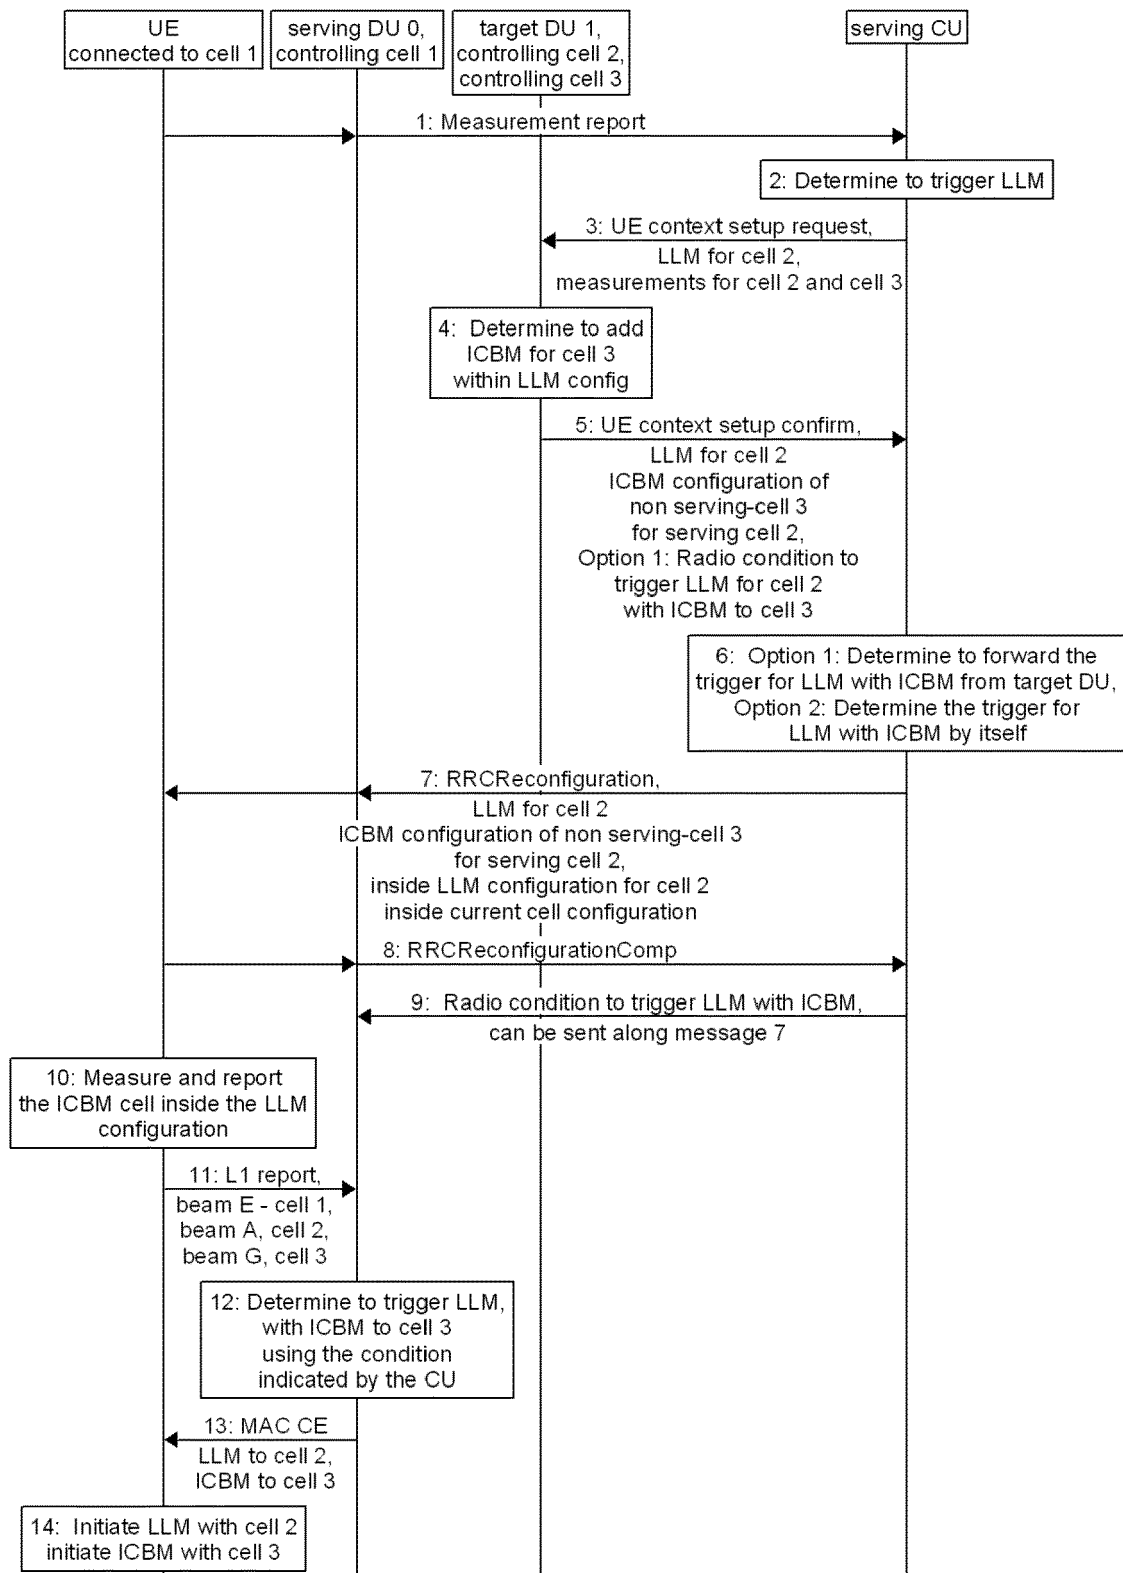 UE
connected to cell 1
serving DU 0,
controlling cell 1
target DU 1,
controlling cell 2,
controlling cell 3
serving CU
1: Measurement report
2: Determine to trigger LLM
3: UE context setup request,
LLM for cell 2,
measurements for cell 2 and cell 3
4: Determine to add
ICBM for cell 3
within LLM config
5: UE context setup confirm,
LLM for cell 2
ICBM configuration of
non serving-cell 3
for serving cell 2,
Option 1: Radio condition to
trigger LLM for cell 2
with ICBM to cell 3
6: Option 1: Determine to forward the
trigger for LLM with ICBM from target DU,
Option 2: Determine the trigger for
LLM with ICBM by itself
7: RRCReconfiguration,
LLM for cell 2
ICBM configuration of non serving-cell 3
for serving cell 2,
inside LLM configuration for cell 2
inside current cell configuration
8: RRCReconfigurationComp
9: Radio condition to trigger LLM with ICBM,
can be sent along message 7
10: Measure and report
the ICBM cell inside the LLM
configuration
11: L1 report,
beam E - cell 1,
beam A, cell 2,
beam G, cell 3
12: Determine to trigger LLM,
with ICBM to cell 3
using the condition
indicated by the CU
13: MAC CE
LLM to cell 2,
ICBM to cell 3
14: Initiate LLM with cell 2
initiate ICBM with cell 3